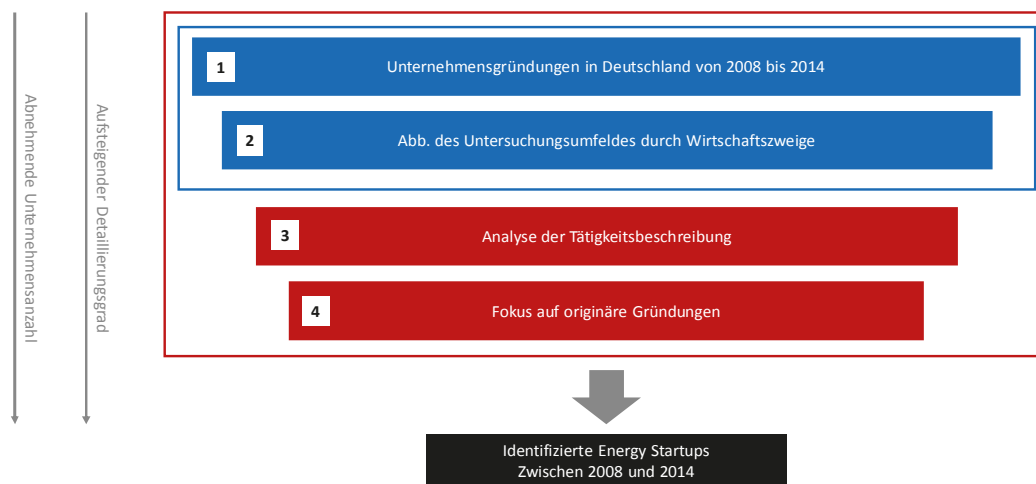 Abnehmende Unternehmensanzahl
Aufsteigender Detaillierungsgrad
1
Unternehmensgründungen in Deutschland von 2008 bis 2014
2
Abb. des Untersuchungsumfeldes durch Wirtschaftszweige
3
Analyse der Tätigkeitsbeschreibung
4
Fokus auf originäre Gründungen
Identifizierte Energy Startups
Zwischen 2008 und 2014